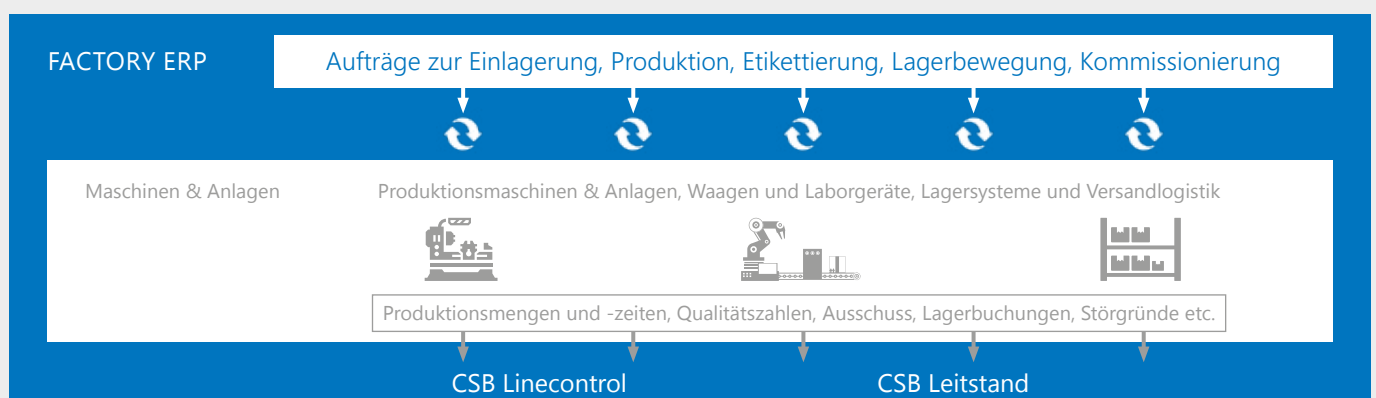 FACTORY ERP
Aufträge zur Einlagerung, Produktion, Etikettierung, Lagerbewegung, Kommissionierung
Maschinen & Anlagen
Produktionsmaschinen & Anlagen, Waagen und Laborgeräte, Lagersysteme und Versandlogistik
Produktionsmengen und -zeiten, Qualitätszahlen, Ausschuss, Lagerbuchungen, Störgründe etc.
CSB Linecontrol
CSB Leitstand